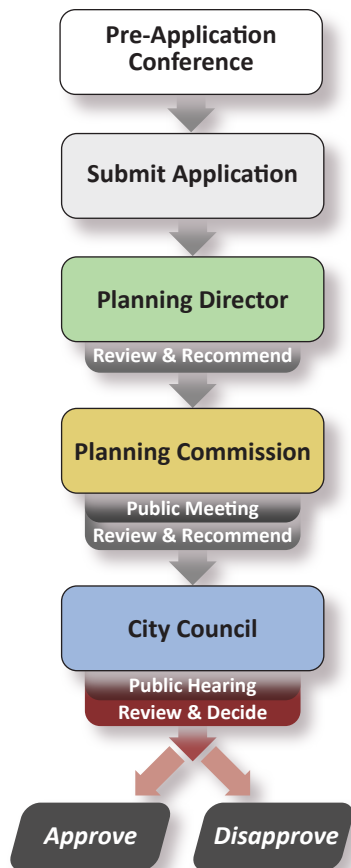 Pre-Application
Conference
Submit Application
Planning Director
Review & Recommend
Planning Commission
Public Meeting
Review & Recommend
City Council
Public Hearing
Review & Decide
Approve
Disapprove